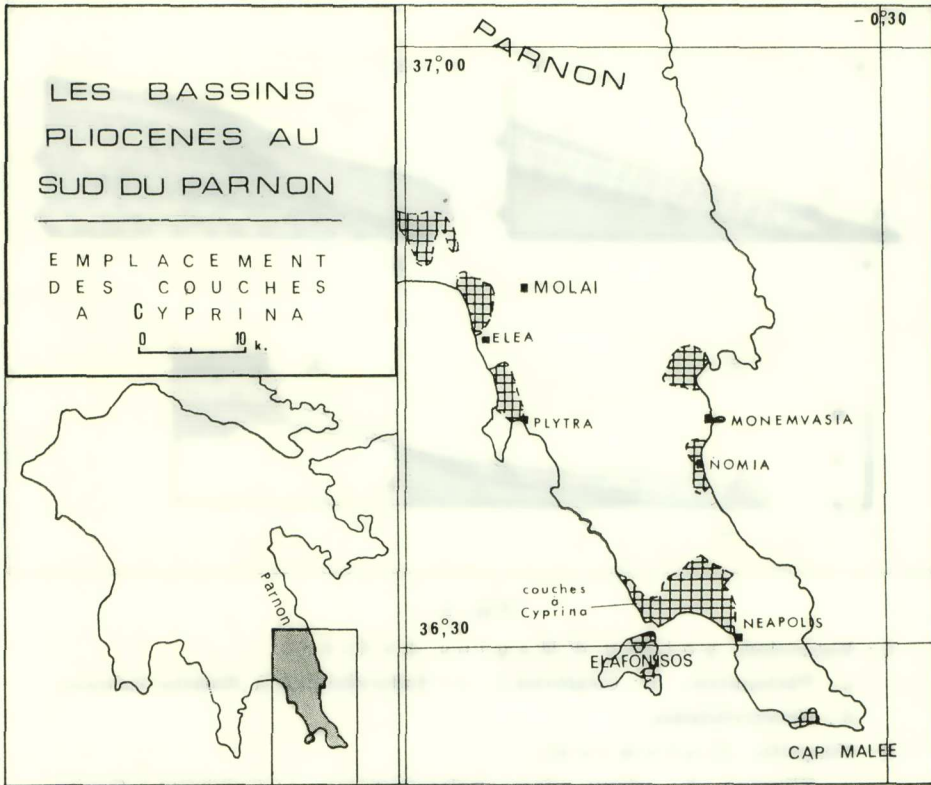 LES BASSINS
PLIOCENES AU
SUD DU PARNON
EMPLACEMENT
DES COUCHES
A CYPRINA
0 10 k.
Parnon
PARNON
- 0°,30
37°,00
MOLAI
ELEA
PLYTRA
MONEMVASIA
NOMIA
couches
à
Cyprina
NEAPOLIS
36°,30
ELAFONISOS
CAP MALEE